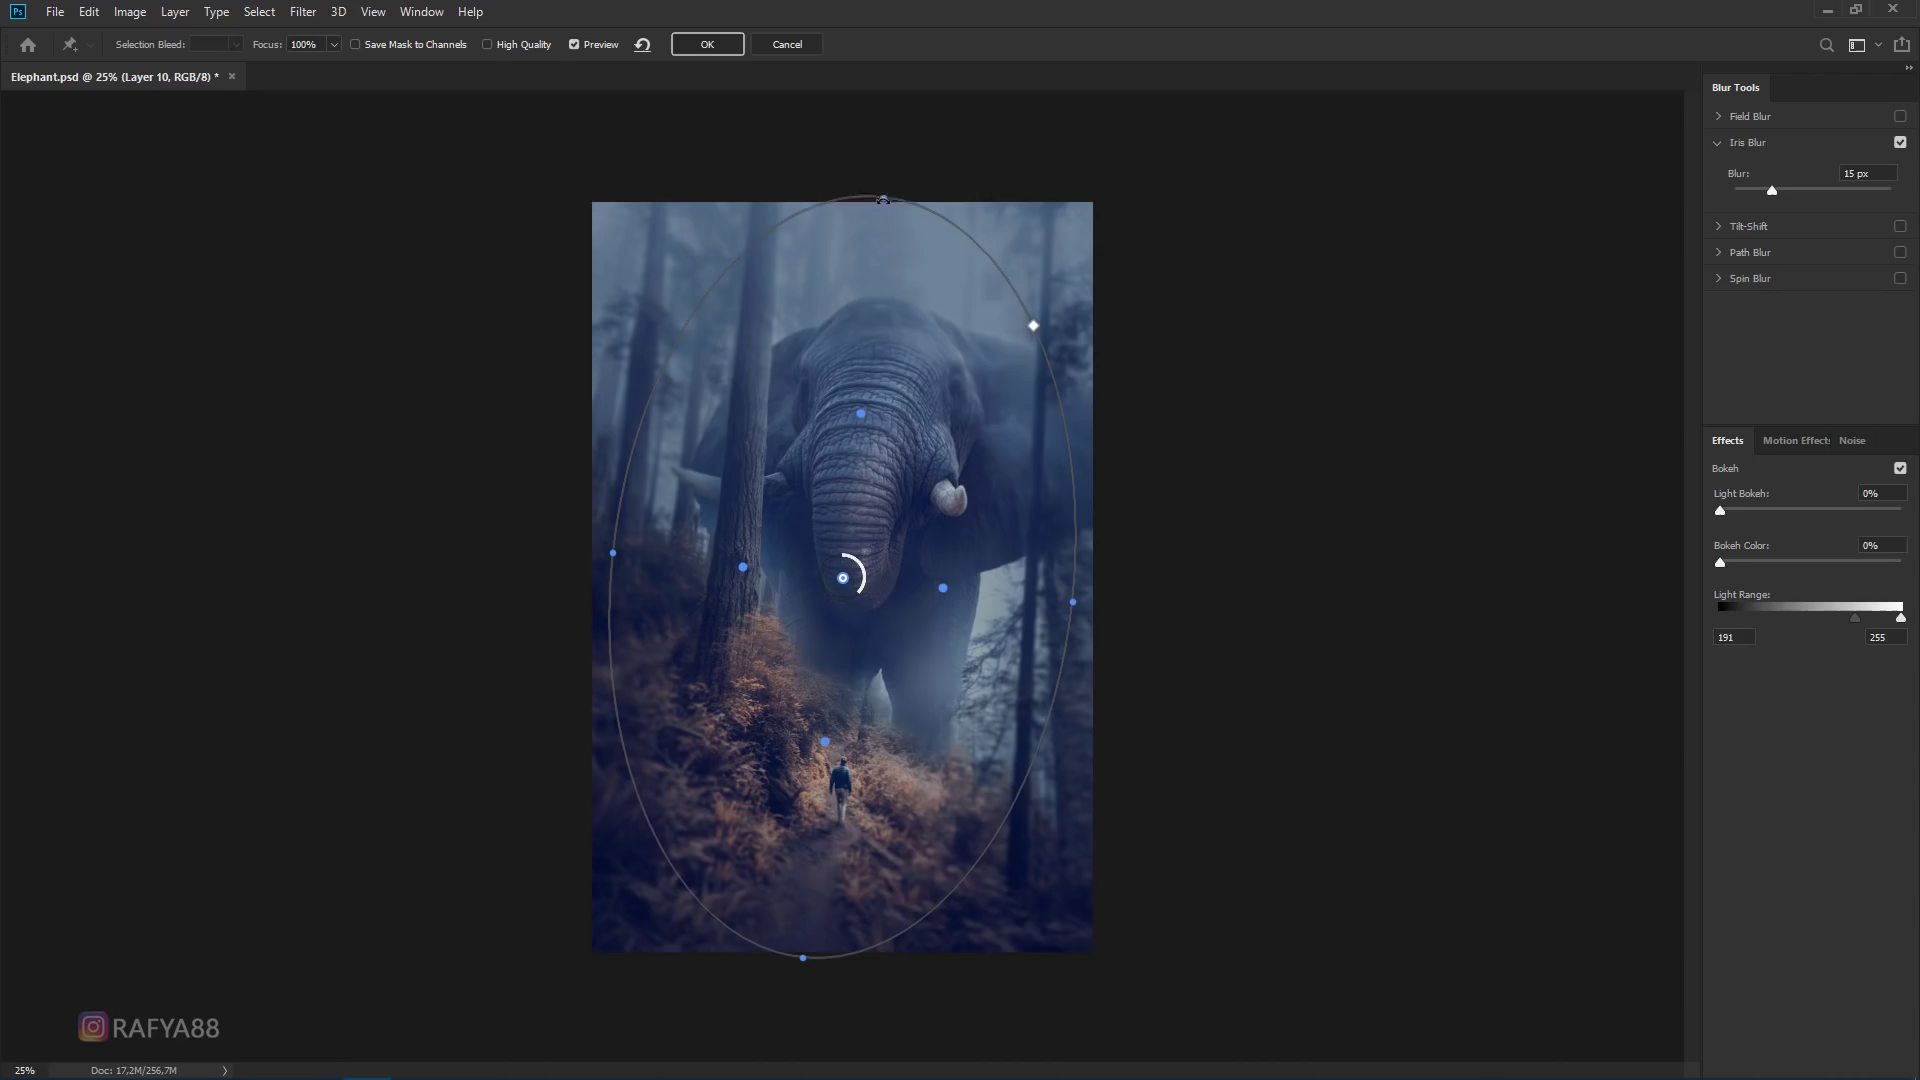 Ps File Edit Image Layer Type Select Filter 3D View Window Help
Selection Bleed: Focus: 100% Save Mask to Channels High Quality Preview OK Cancel
Elephant.psd @ 25% (Layer 10, RGB/8) *
Blur Tools
Field Blur
Iris Blur
Blur: 15 px
Tilt-Shift
Path Blur
Spin Blur
Effects Motion Effects Noise
Bokeh
Light Bokeh: 0%
Bokeh Color: 0%
Light Range:
191 255
RAFYA88
25% Doc: 17,2M/256,7M